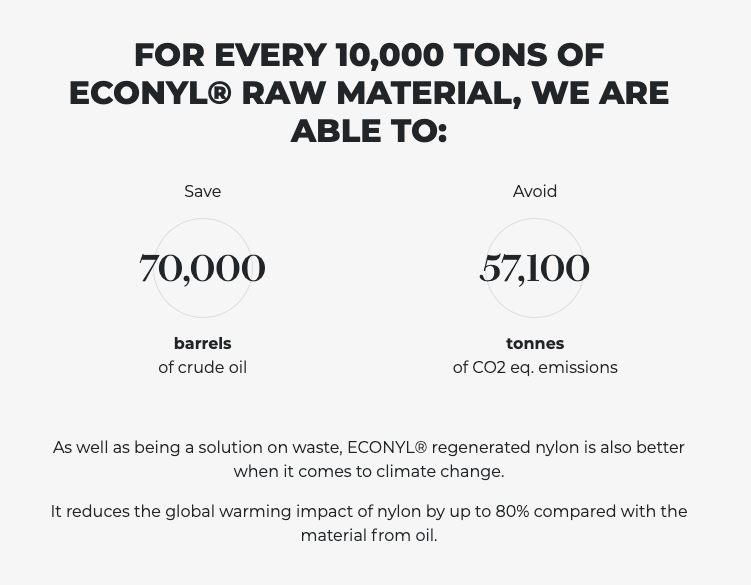 FOR EVERY 10,000 TONS OF
ECONYL® RAW MATERIAL, WE ARE
ABLE TO:
Save
70,000
barrels
of crude oil
Avoid
57,100
tonnes
of CO2 eq. emissions
As well as being a solution on waste, ECONYL® regenerated nylon is also better
when it comes to climate change.
It reduces the global warming impact of nylon by up to 80% compared with the
material from oil.